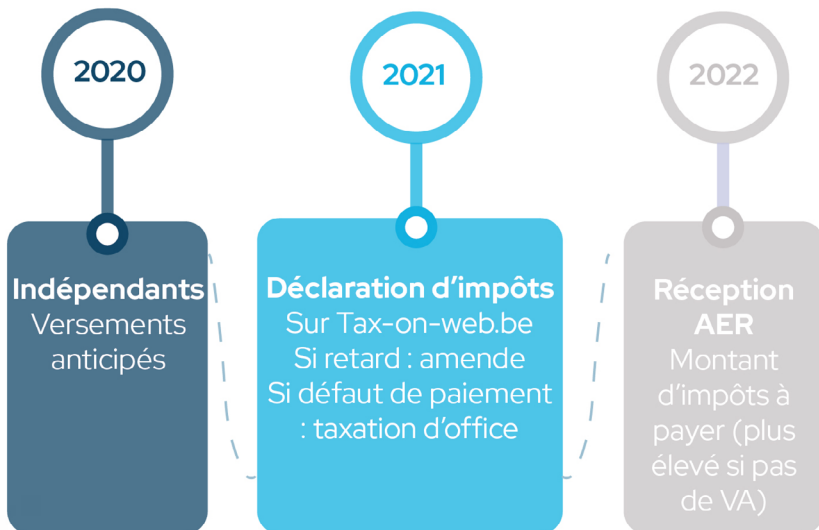 2020
Indépendants
Versements
anticipés
2021
Déclaration d'impôts
Sur Tax-on-web.be
Si retard : amende
Si défaut de paiement
: taxation d'office
2022
Réception
AER
Montant
d'impôts à
payer (plus
élevé si pas
de VA)